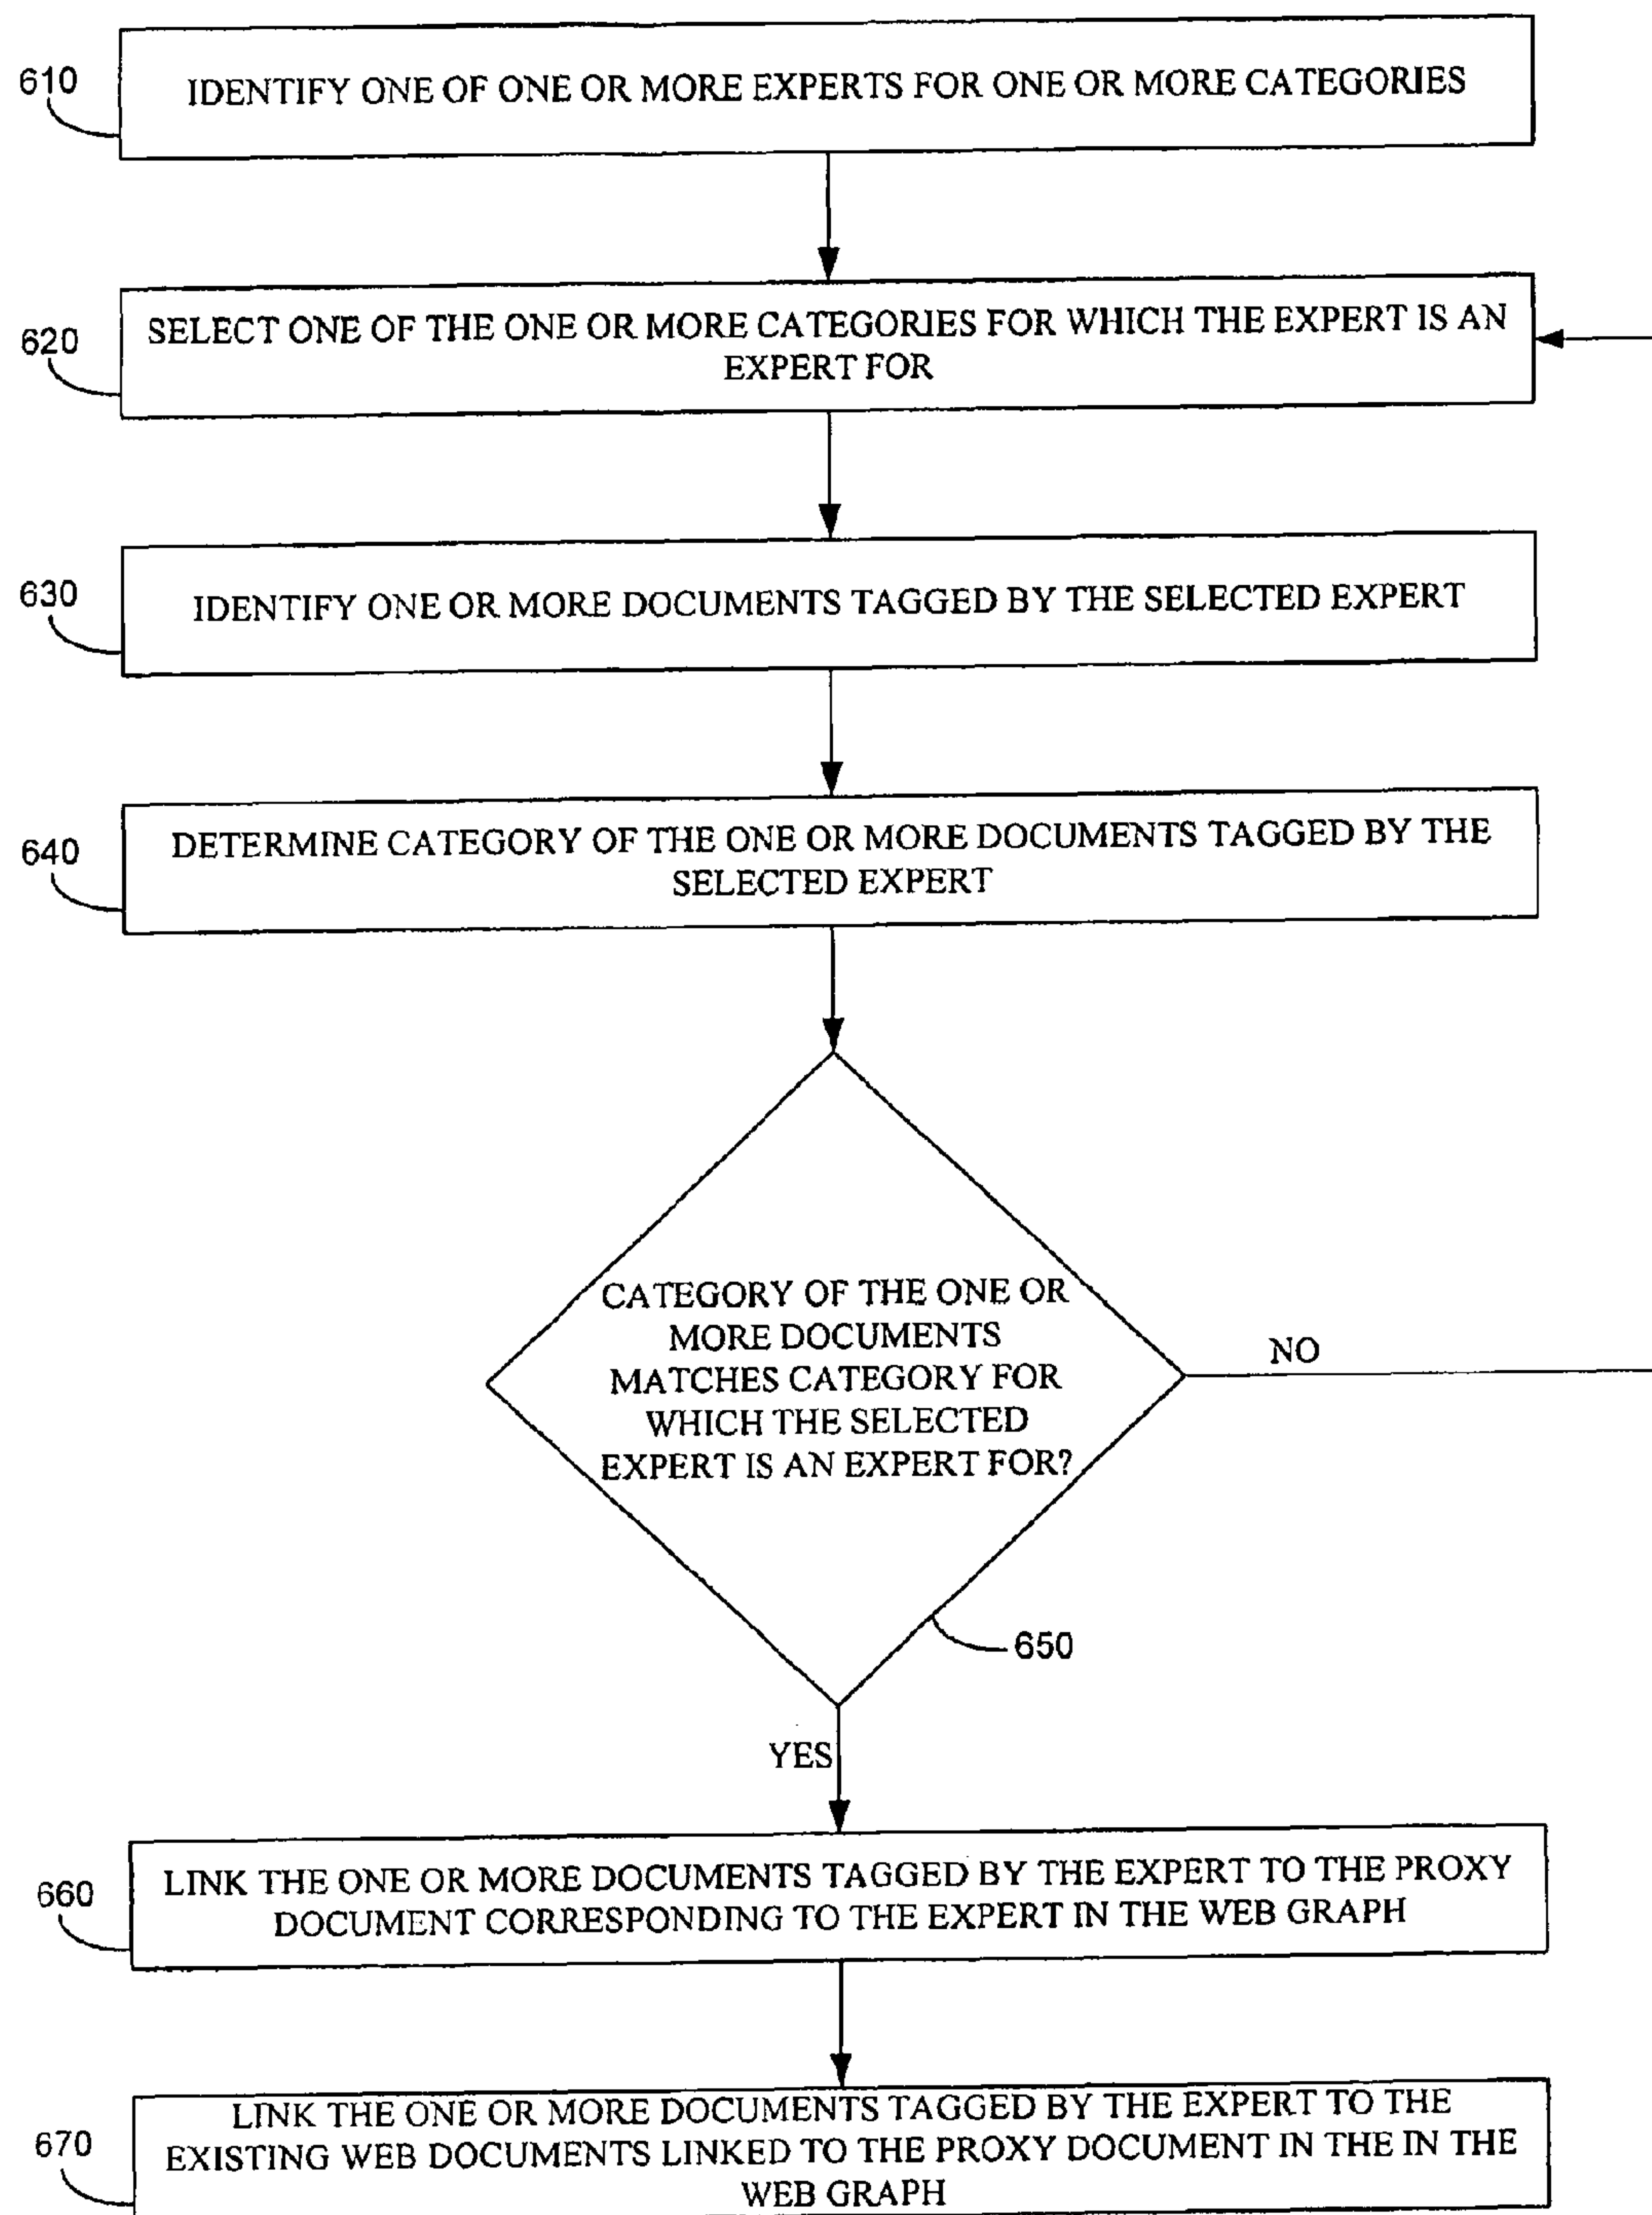 610
IDENTIFY ONE OF ONE OR MORE EXPERTS FOR ONE OR MORE CATEGORIES
620
SELECT ONE OF THE ONE OR MORE CATEGORIES FOR WHICH THE EXPERT IS AN
EXPERT FOR
630
IDENTIFY ONE OR MORE DOCUMENTS TAGGED BY THE SELECTED EXPERT
640
DETERMINE CATEGORY OF THE ONE OR MORE DOCUMENTS TAGGED BY THE
SELECTED EXPERT
CATEGORY OF THE ONE OR
MORE DOCUMENTS
MATCHES CATEGORY FOR
WHICH THE SELECTED
EXPERT IS AN EXPERT FOR?
NO
650
YES
660
LINK THE ONE OR MORE DOCUMENTS TAGGED BY THE EXPERT TO THE PROXY
DOCUMENT CORRESPONDING TO THE EXPERT IN THE WEB GRAPH
670
LINK THE ONE OR MORE DOCUMENTS TAGGED BY THE EXPERT TO THE
EXISTING WEB DOCUMENTS LINKED TO THE PROXY DOCUMENT IN THE IN THE
WEB GRAPH